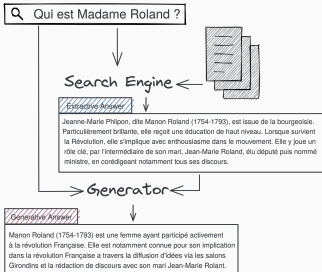 Qui est Madame Roland ?
Search Engine
Extractive Answer
Jeanne-Marie Philpon, dite Manon Roland (1754-1793), est issue de la bourgeoisie.
Particulièrement brillante, elle reçoit une éducation de haut niveau. Lorsque survient
la Révolution, elle s'implique avec enthousiasme dans le mouvement. Elle y joue un
rôle clé, par l'intermédiaire de son mari, Jean-Marie Roland, élu député puis nommé
ministre, en corédigeant notamment tous ses discours.
Generator
Generative Answer
Manon Roland (1754-1793) est une femme ayant participé activement
à la révolution Française. Elle est notamment connue pour son implication
dans la révolution Française a travers la diffusion d'idées via les salons
Girondins et la rédaction de discours avec son mari Jean-Marie Rolant.